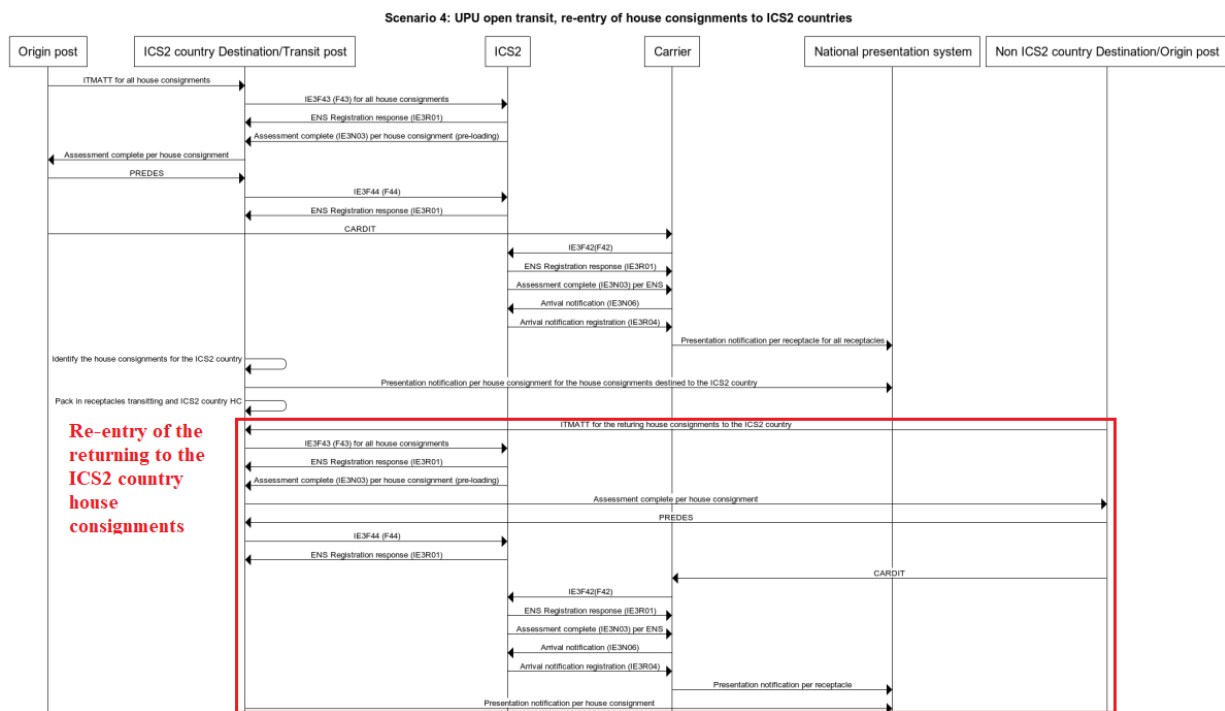 Scenario 4: UPU open transit, re-entry of house consignments to ICS2 countries
Origin post
ICS2 country Destination/Transit post
ICS2
Carrier
National presentation system
Non ICS2 country Destination/Origin post
ITMATT for all house consignments
IE3F43 (F43) for all house consignments
ENS Registration response (IE3R01)
Assessment complete (IE3N03) per house consignment (pre-loading)
Assessment complete per house consignment
PREDES
IE3F44 (F44)
ENS Registration response (IE3R01)
CARDIT
IE3F42(F42)
ENS Registration response (IE3R01)
Assessment complete (IE3N03) per ENS
Arrival notification (IE3N06)
Arrival notification registration (IE3R04)
Presentation notification per receptacle for all receptacles
Identify the house consignments for the ICS2 country
Presentation notification per house consignment for the house consignments destined to the ICS2 country
Pack in receptacles transitting and ICS2 country HC
Re-entry of the
returning to the
ICS2 country
house
consignments
ITMATT for the returing house consignments to the ICS2 country
IE3F43 (F43) for all house consignments
ENS Registration response (IE3R01)
Assessment complete (IE3N03) per house consignment (pre-loading)
Assessment complete per house consignment
PREDES
IE3F44 (F44)
ENS Registration response (IE3R01)
CARDIT
IE3F42(F42)
ENS Registration response (IE3R01)
Assessment complete (IE3N03) per ENS
Arrival notification (IE3N06)
Arrival notification registration (IE3R04)
Presentation notification per receptacle
Presentation notification per house consignment